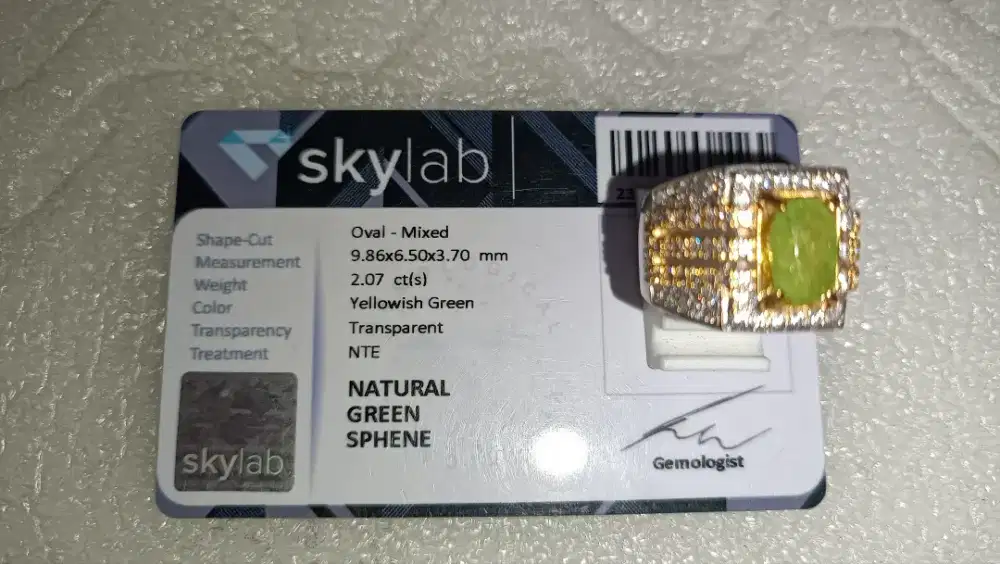 skylab
23
Shape-Cut Oval - Mixed
Measurement 9.86x6.50x3.70 mm
Weight 2.07 ct(s)
Color Yellowish Green
Transparency Transparent
Treatment NTE
NATURAL
GREEN
SPHENE
skylab
Gemologist